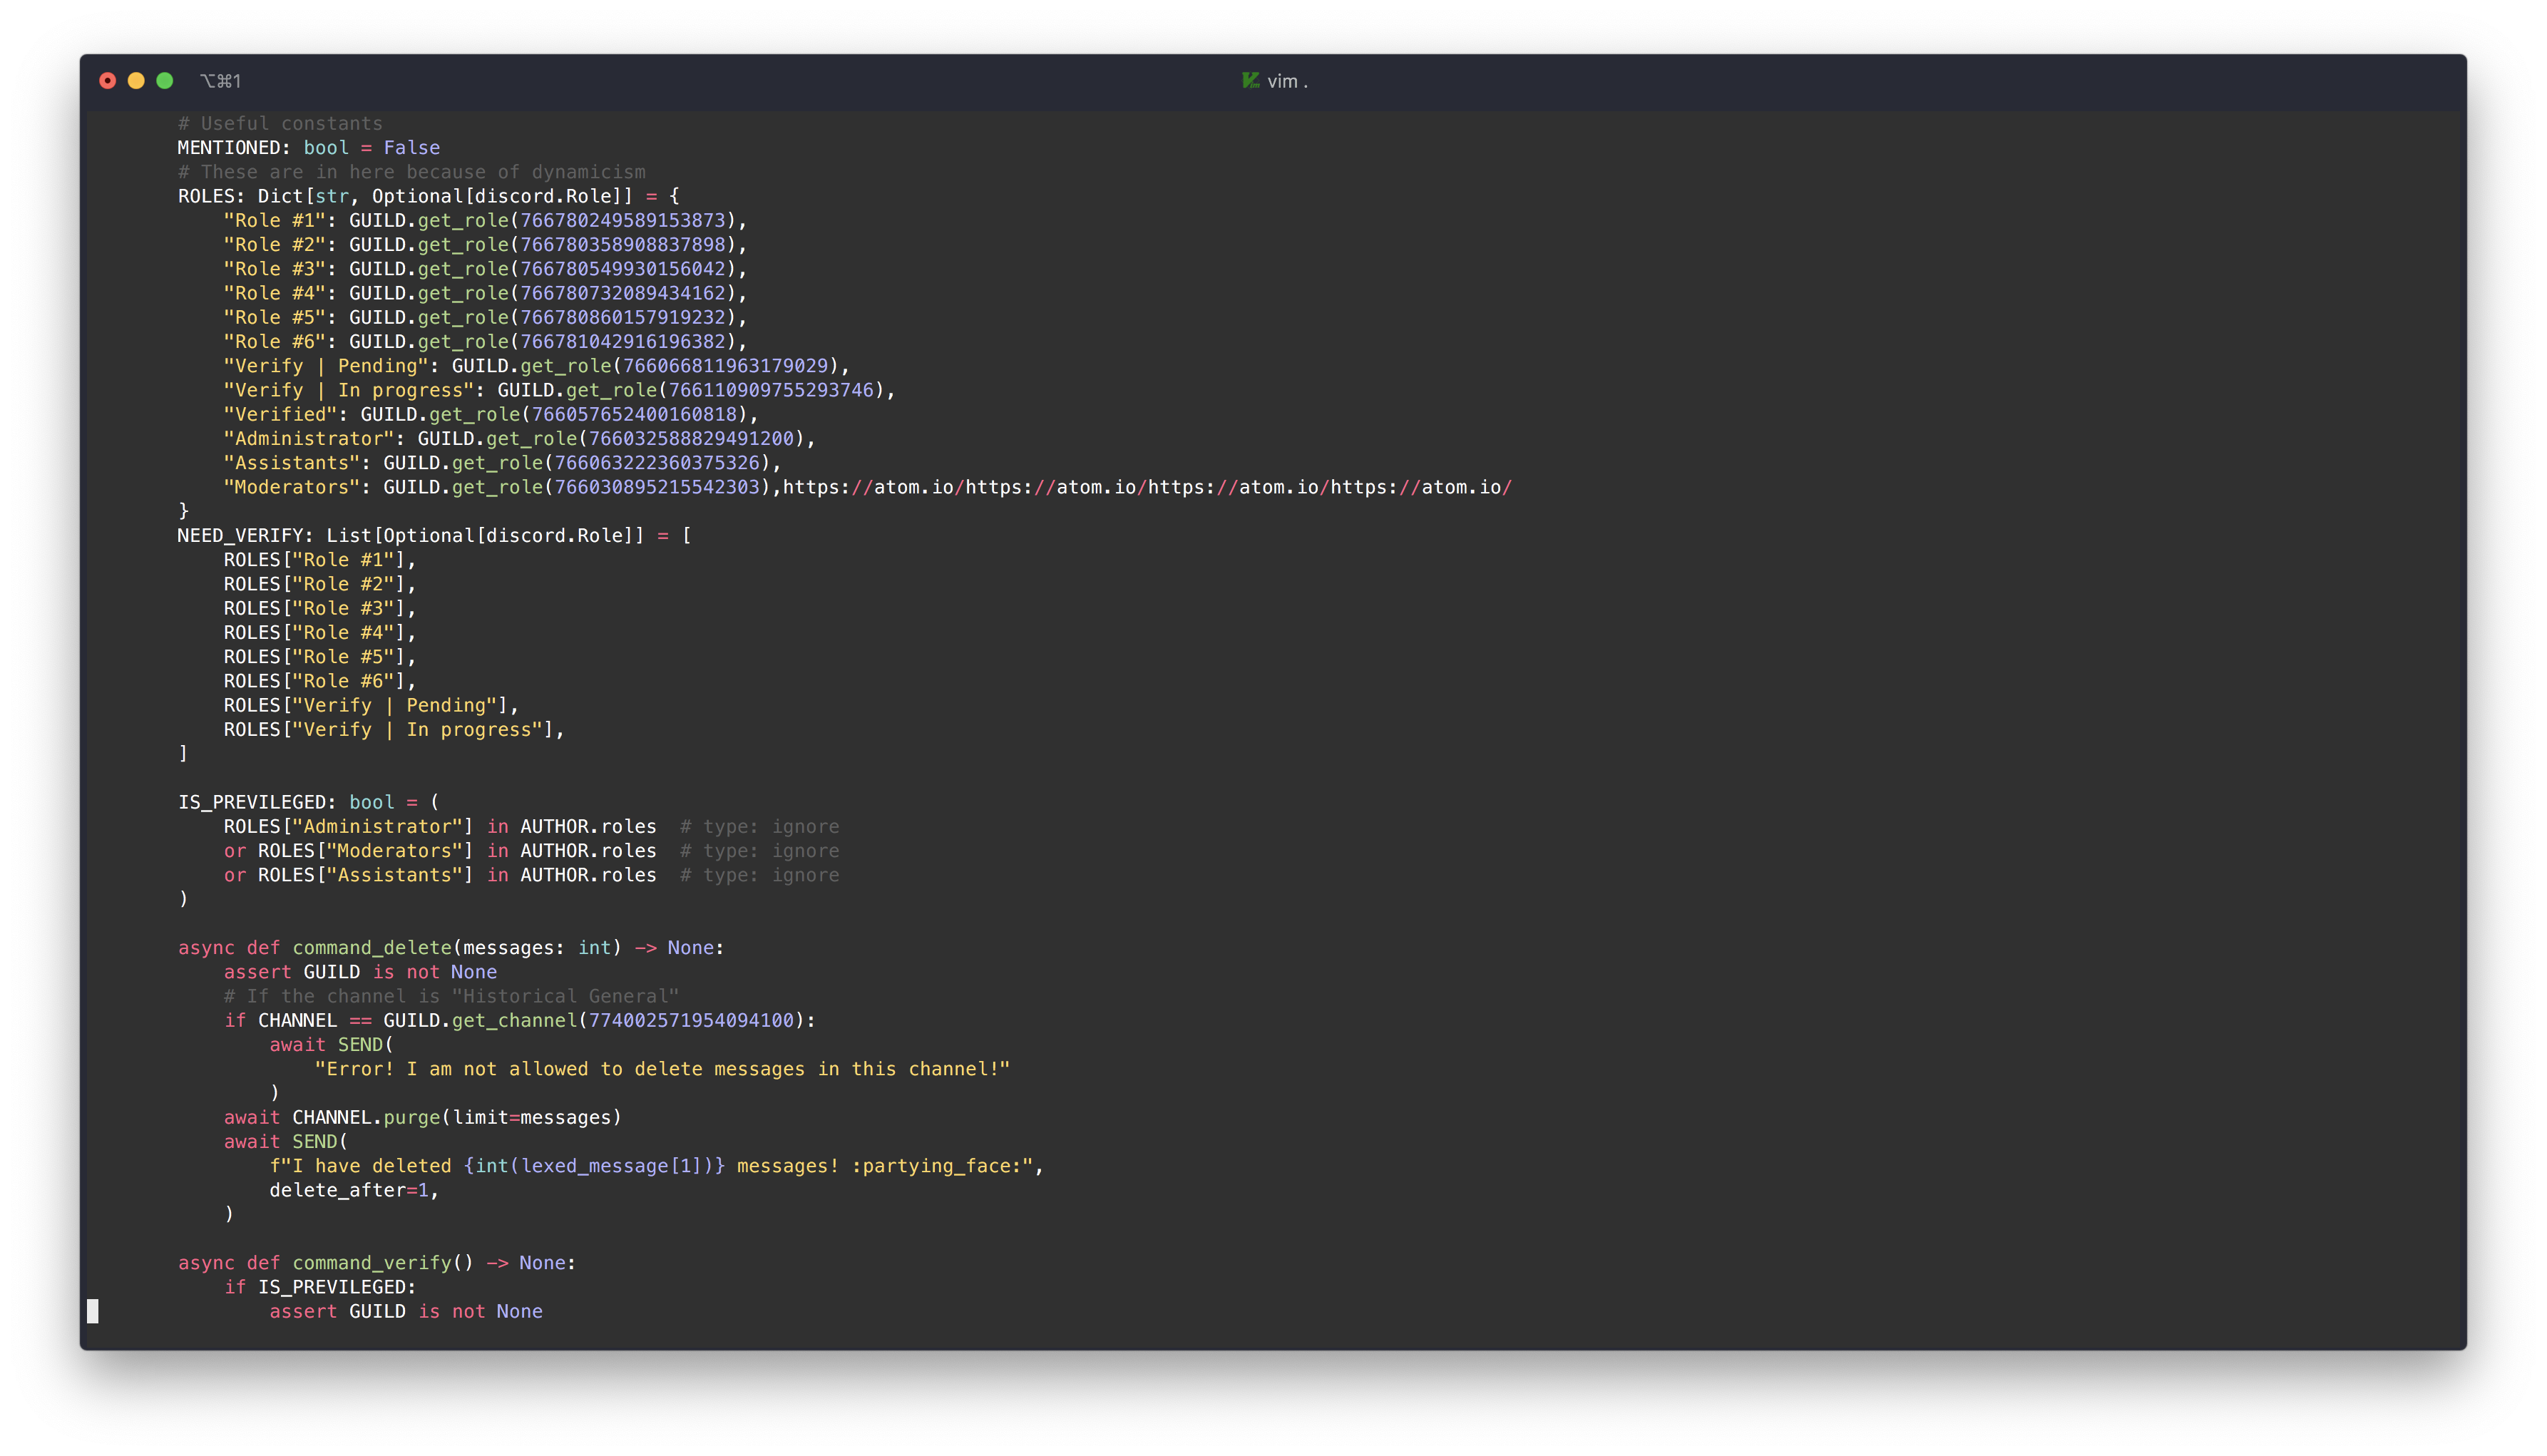 ⌥⌘1
vim .
# Useful constants
MENTIONED: bool = False
# These are in here because of dynamicism
ROLES: Dict[str, Optional[discord.Role]] = {
    "Role #1": GUILD.get_role(766780249589153873),
    "Role #2": GUILD.get_role(766780358908837898),
    "Role #3": GUILD.get_role(766780549930156042),
    "Role #4": GUILD.get_role(766780732089434162),
    "Role #5": GUILD.get_role(766780860157919232),
    "Role #6": GUILD.get_role(766781042916196382),
    "Verify | Pending": GUILD.get_role(766066811963179029),
    "Verify | In progress": GUILD.get_role(766110909755293746),
    "Verified": GUILD.get_role(766057652400160818),
    "Administrator": GUILD.get_role(766032588829491200),
    "Assistants": GUILD.get_role(766063222360375326),
    "Moderators": GUILD.get_role(766030895215542303),https://atom.io/https://atom.io/https://atom.io/https://atom.io/
}
NEED_VERIFY: List[Optional[discord.Role]] = [
    ROLES["Role #1"],
    ROLES["Role #2"],
    ROLES["Role #3"],
    ROLES["Role #4"],
    ROLES["Role #5"],
    ROLES["Role #6"],
    ROLES["Verify | Pending"],
    ROLES["Verify | In progress"],
]
IS_PREVILEGED: bool = (
    ROLES["Administrator"] in AUTHOR.roles  # type: ignore
    or ROLES["Moderators"] in AUTHOR.roles  # type: ignore
    or ROLES["Assistants"] in AUTHOR.roles  # type: ignore
)
async def command_delete(messages: int) -> None:
    assert GUILD is not None
    # If the channel is "Historical General"
    if CHANNEL == GUILD.get_channel(774002571954094100):
        await SEND(
            "Error! I am not allowed to delete messages in this channel!"
        )
    await CHANNEL.purge(limit=messages)
    await SEND(
        f"I have deleted {int(lexed_message[1])} messages! :partying_face:",
        delete_after=1,
    )
async def command_verify() -> None:
    if IS_PREVILEGED:
        assert GUILD is not None